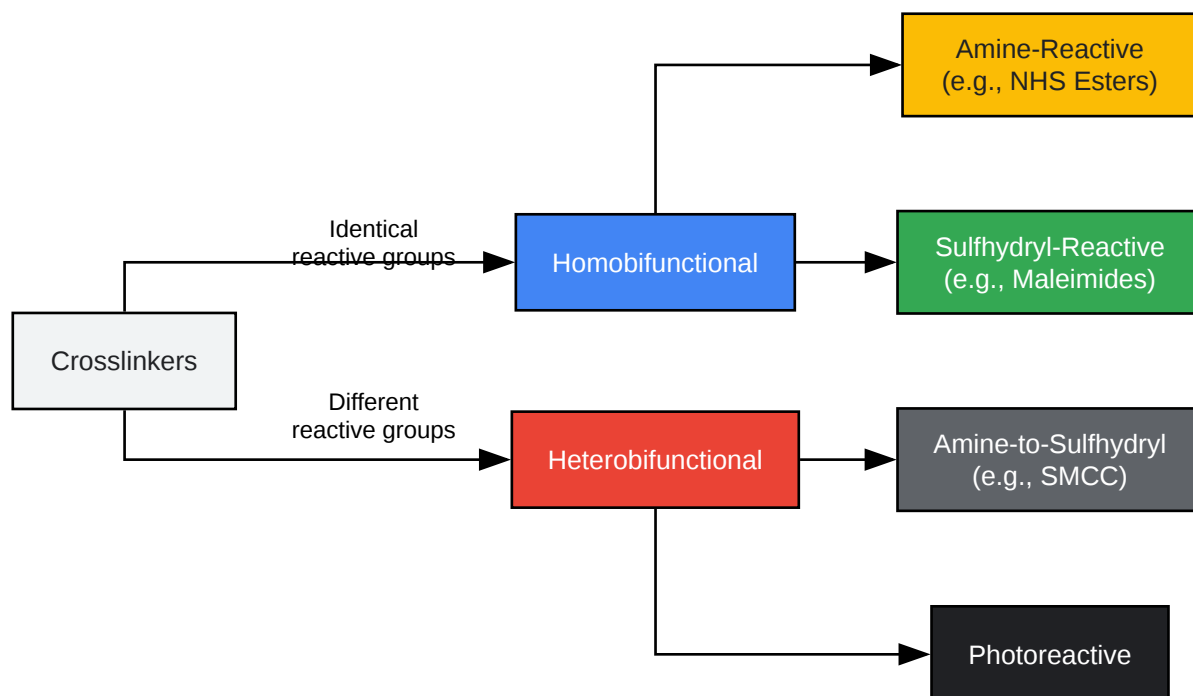 Amine-Reactive
(e.g., NHS Esters)
Identical
reactive groups
Homobifunctional
Sulfhydryl-Reactive
(e.g., Maleimides)
Crosslinkers
Different
reactive groups
Heterobifunctional
Amine-to-Sulfhydryl
(e.g., SMCC)
Photoreactive